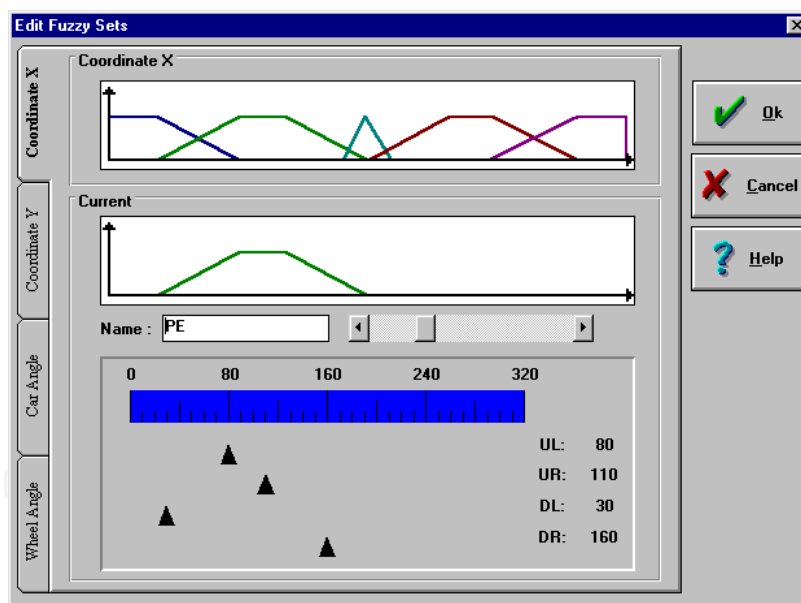 Edit Fuzzy Sets
Coordinate X
Coordinate Y
Car Angle
Wheel Angle
Coordinate X
Current
Name :
PE
0 80 160 240 320
UL: 80
UR: 110
DL: 30
DR: 160
Ok
Cancel
Help